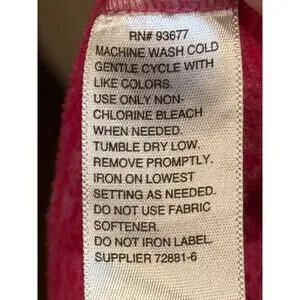 RN# 93677
MACHINE WASH COLD
GENTLE CYCLE WITH
LIKE COLORS.
USE ONLY NON-
CHLORINE BLEACH
WHEN NEEDED.
TUMBLE DRY LOW.
REMOVE PROMPTLY.
IRON ON LOWEST
SETTING AS NEEDED.
DO NOT USE FABRIC
SOFTENER.
DO NOT IRON LABEL.
SUPPLIER 72881-6